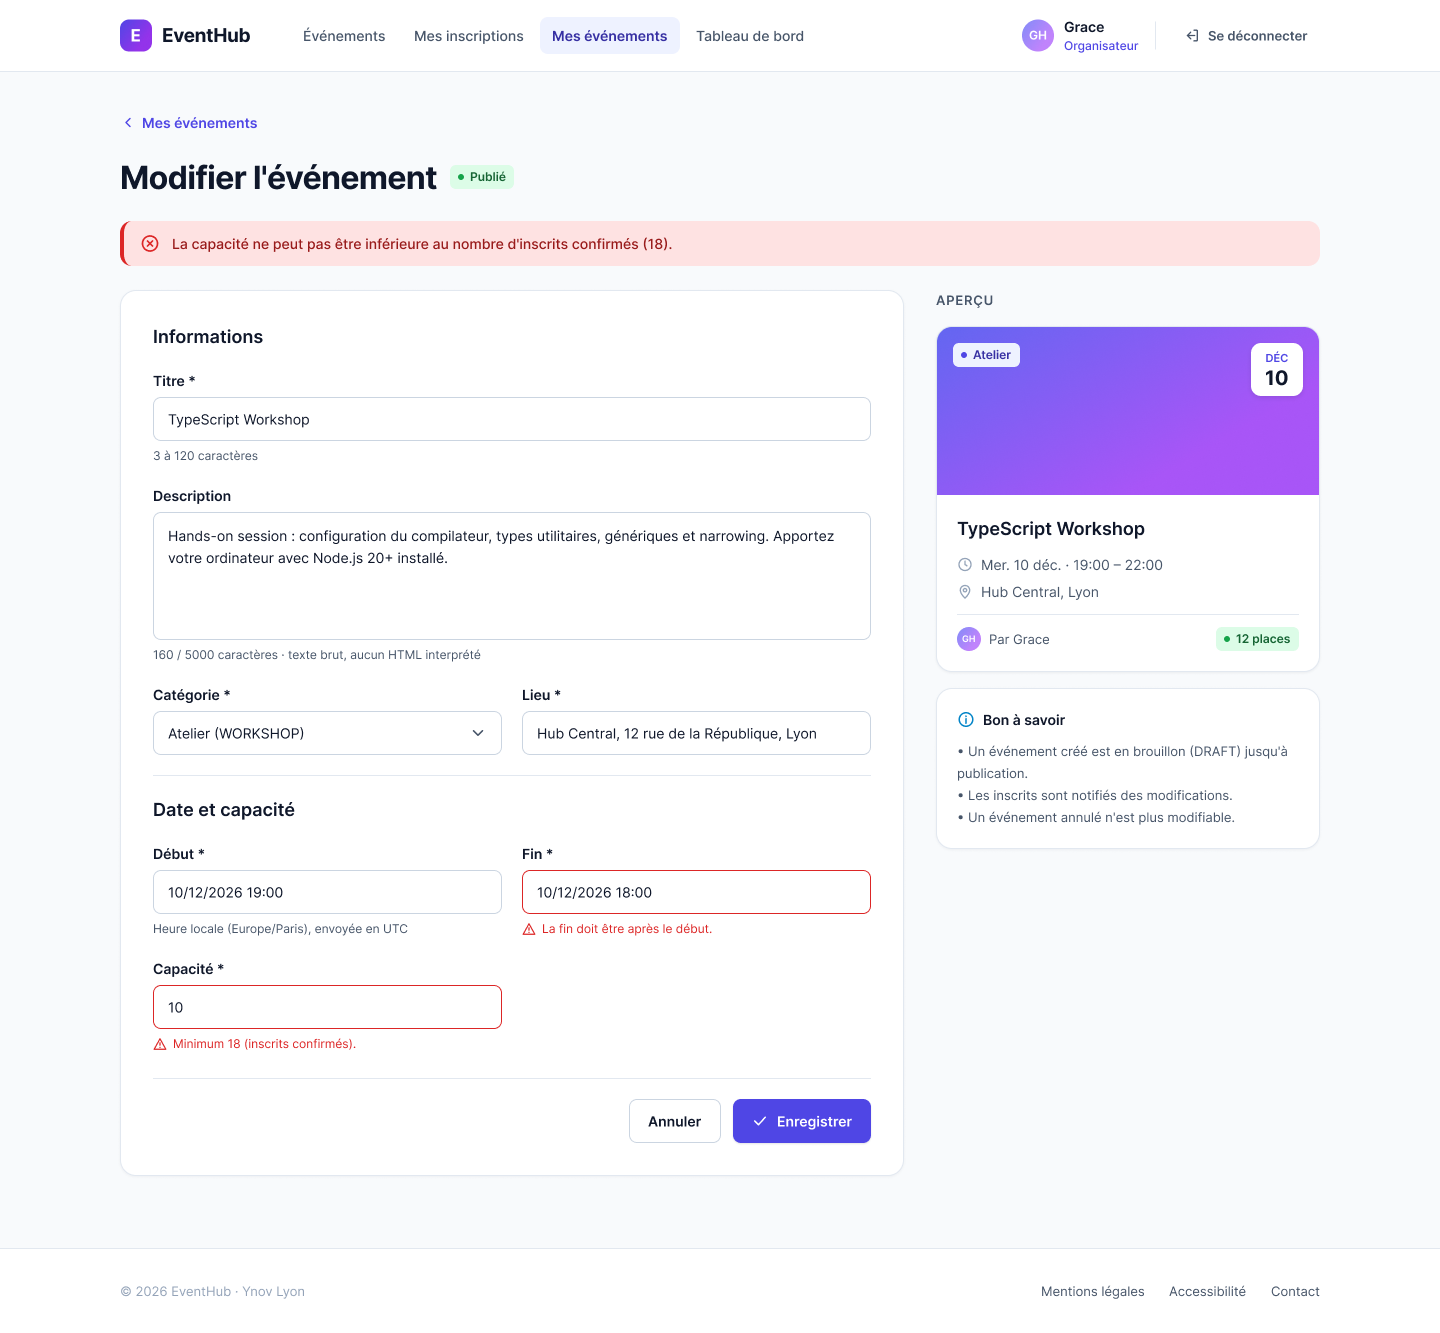 E EventHub
Événements
Mes inscriptions
Mes événements
Tableau de bord
GH
Grace
Organisateur
Se déconnecter
Mes événements
Modifier l'événement
Publié
La capacité ne peut pas être inférieure au nombre d'inscrits confirmés (18).
Informations
Titre *
TypeScript Workshop
3 à 120 caractères
Description
Hands-on session : configuration du compilateur, types utilitaires, génériques et narrowing. Apportez
votre ordinateur avec Node.js 20+ installé.
160 / 5000 caractères · texte brut, aucun HTML interprété
Catégorie *
Atelier (WORKSHOP)
Lieu *
Hub Central, 12 rue de la République, Lyon
Date et capacité
Début *
10/12/2026 19:00
Heure locale (Europe/Paris), envoyée en UTC
Fin *
10/12/2026 18:00
La fin doit être après le début.
Capacité *
10
Minimum 18 (inscrits confirmés).
Annuler
Enregistrer
APERÇU
Atelier
DÉC
10
TypeScript Workshop
Mer. 10 déc. · 19:00 – 22:00
Hub Central, Lyon
GH
Par Grace
12 places
Bon à savoir
• Un événement créé est en brouillon (DRAFT) jusqu'à
publication.
• Les inscrits sont notifiés des modifications.
• Un événement annulé n'est plus modifiable.
© 2026 EventHub · Ynov Lyon
Mentions légales
Accessibilité
Contact